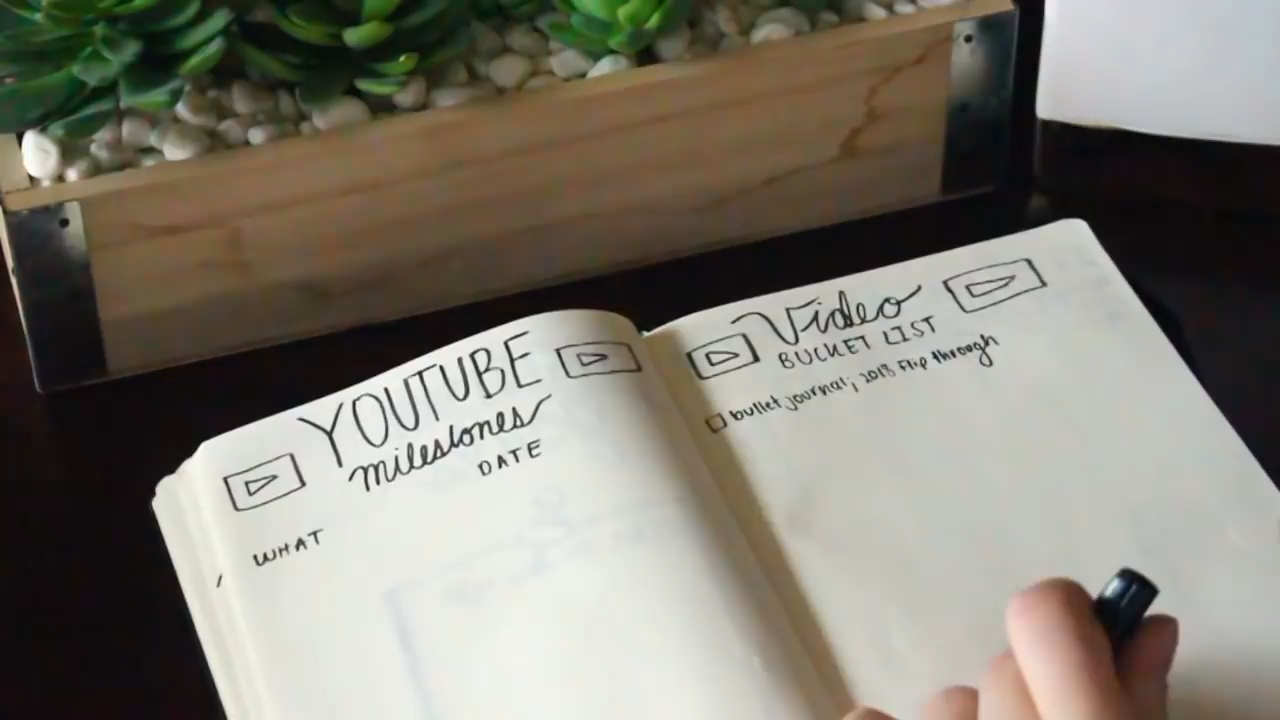 YOUTUBE
milestones
DATE
WHAT
Video
BUCKET LIST
bullet journal; 2018 Flip through